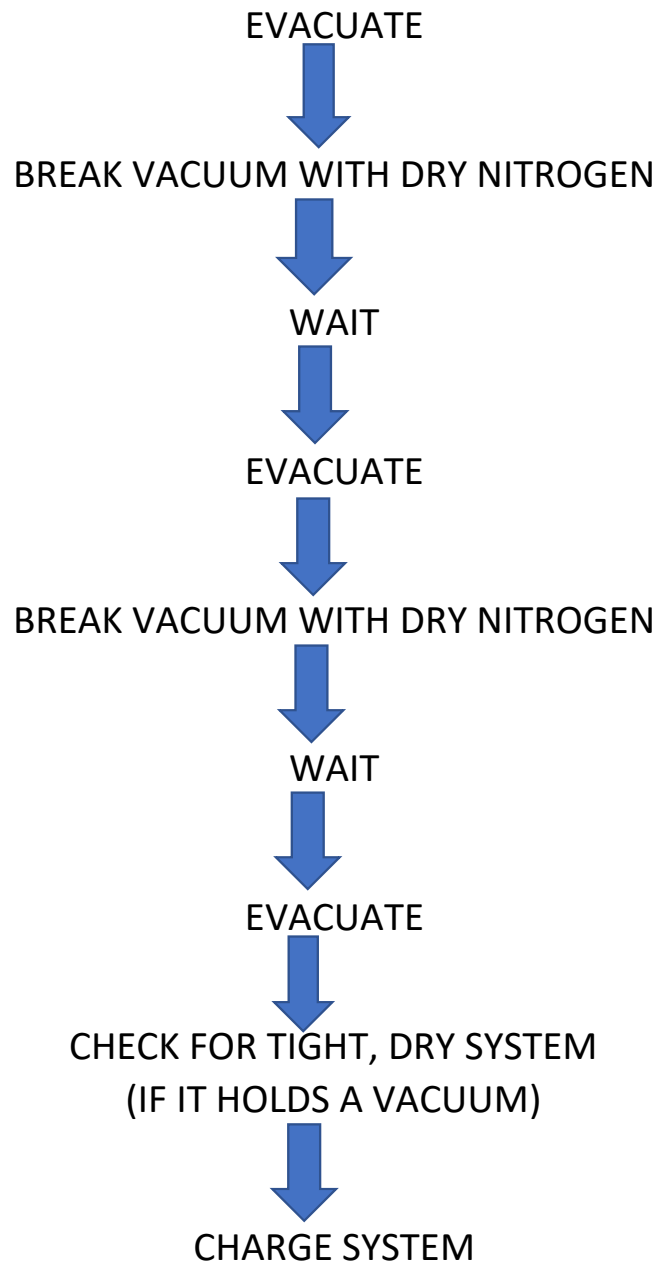 EVACUATE
BREAK VACUUM WITH DRY NITROGEN
WAIT
EVACUATE
BREAK VACUUM WITH DRY NITROGEN
WAIT
EVACUATE
CHECK FOR TIGHT, DRY SYSTEM
(IF IT HOLDS A VACUUM)
CHARGE SYSTEM